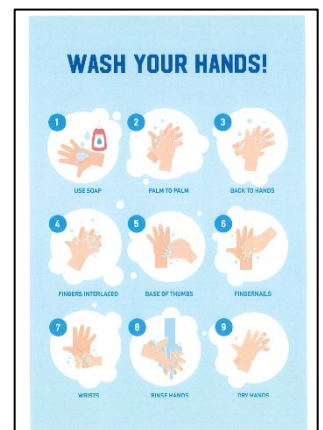 WASH YOUR HANDS!
1
2
3
USE SOAP
PALM TO PALM
BACK TO HANDS
4
5
6
FINGERS INTERLACED
BASE OF THUMBS
FINGERNAILS
7
8
9
WRISTS
RINSE HANDS
DRY HANDS